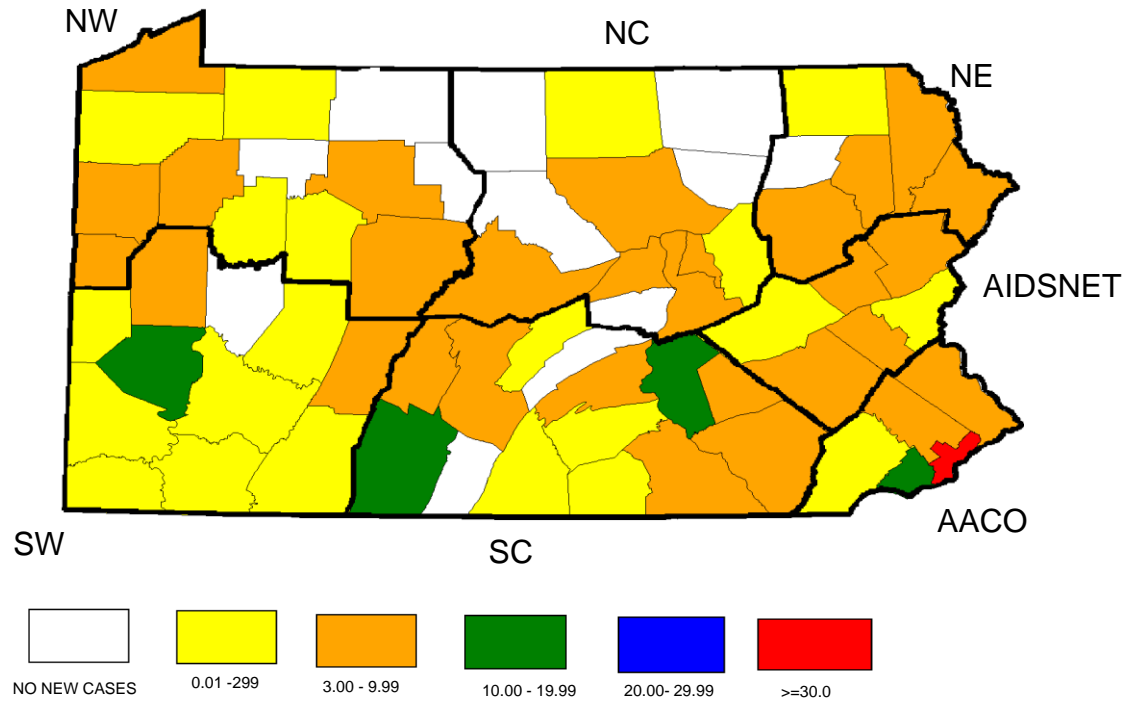 NW
NC
NE
AIDSNET
AACO
SW
SC
NO NEW CASES
0.01 -299
3.00 - 9.99
10.00 - 19.99
20.00- 29.99
>=30.0